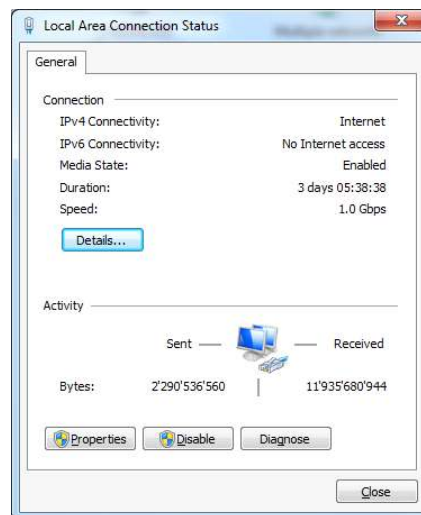 Local Area Connection Status
General
Connection
IPv4 Connectivity: Internet
IPv6 Connectivity: No Internet access
Media State: Enabled
Duration: 3 days 05:38:38
Speed: 1.0 Gbps
Details...
Activity
Sent Received
Bytes: 2'290'536'560 11'935'680'944
Properties Disable Diagnose
Close